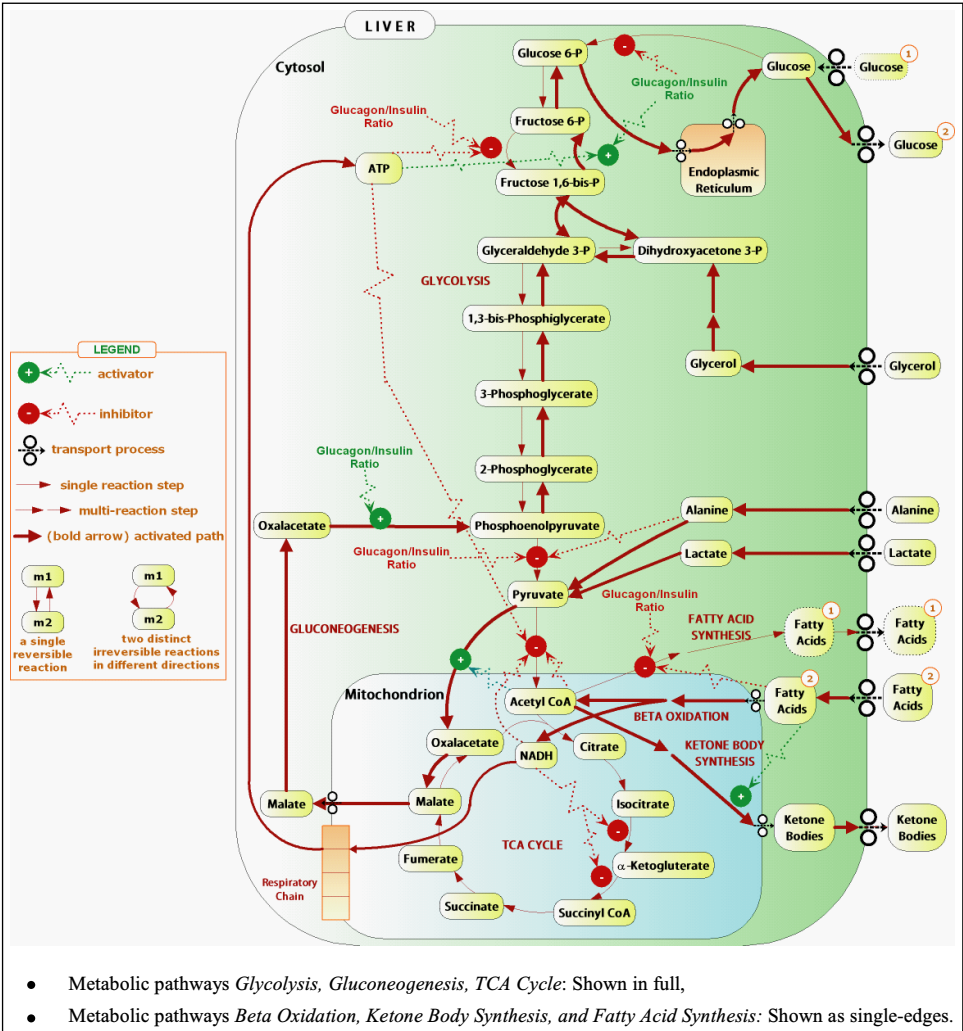 LIVER
Cytosol
Glucose 6-P
Glucose
Glucose
1
Glucagon/Insulin
Ratio
Glucagon/Insulin
Ratio
Fructose 6-P
Glucose
2
ATP
Endoplasmic
Reticulum
Fructose 1,6-bis-P
Glyceraldehyde 3-P
Dihydroxyacetone 3-P
GLYCOLYSIS
1,3-bis-Phosphiglycerate
LEGEND
+ activator
- inhibitor
transport process
single reaction step
multi-reaction step
(bold arrow) activated path
m1
m2
a single
reversible
reaction
m1
m2
two distinct
irreversible reactions
in different directions
Glycerol
Glycerol
3-Phosphoglycerate
Glucagon/Insulin
Ratio
2-Phosphoglycerate
Oxalacetate
Phosphoenolpyruvate
Alanine
Alanine
Glucagon/Insulin
Ratio
Lactate
Lactate
Pyruvate
Glucagon/Insulin
Ratio
GLUCONEOGENESIS
FATTY ACID
SYNTHESIS
Fatty
Acids
1
Fatty
Acids
1
Mitochondrion
Acetyl CoA
Fatty
Acids
2
Fatty
Acids
2
BETA OXIDATION
Oxalacetate
NADH
Citrate
KETONE BODY
SYNTHESIS
Malate
Malate
Isocitrate
Ketone
Bodies
Ketone
Bodies
TCA CYCLE
Fumerate
α-Ketogluterate
Respiratory
Chain
Succinate
Succinyl CoA
• Metabolic pathways Glycolysis, Gluconeogenesis, TCA Cycle: Shown in full,
• Metabolic pathways Beta Oxidation, Ketone Body Synthesis, and Fatty Acid Synthesis: Shown as single-edges.